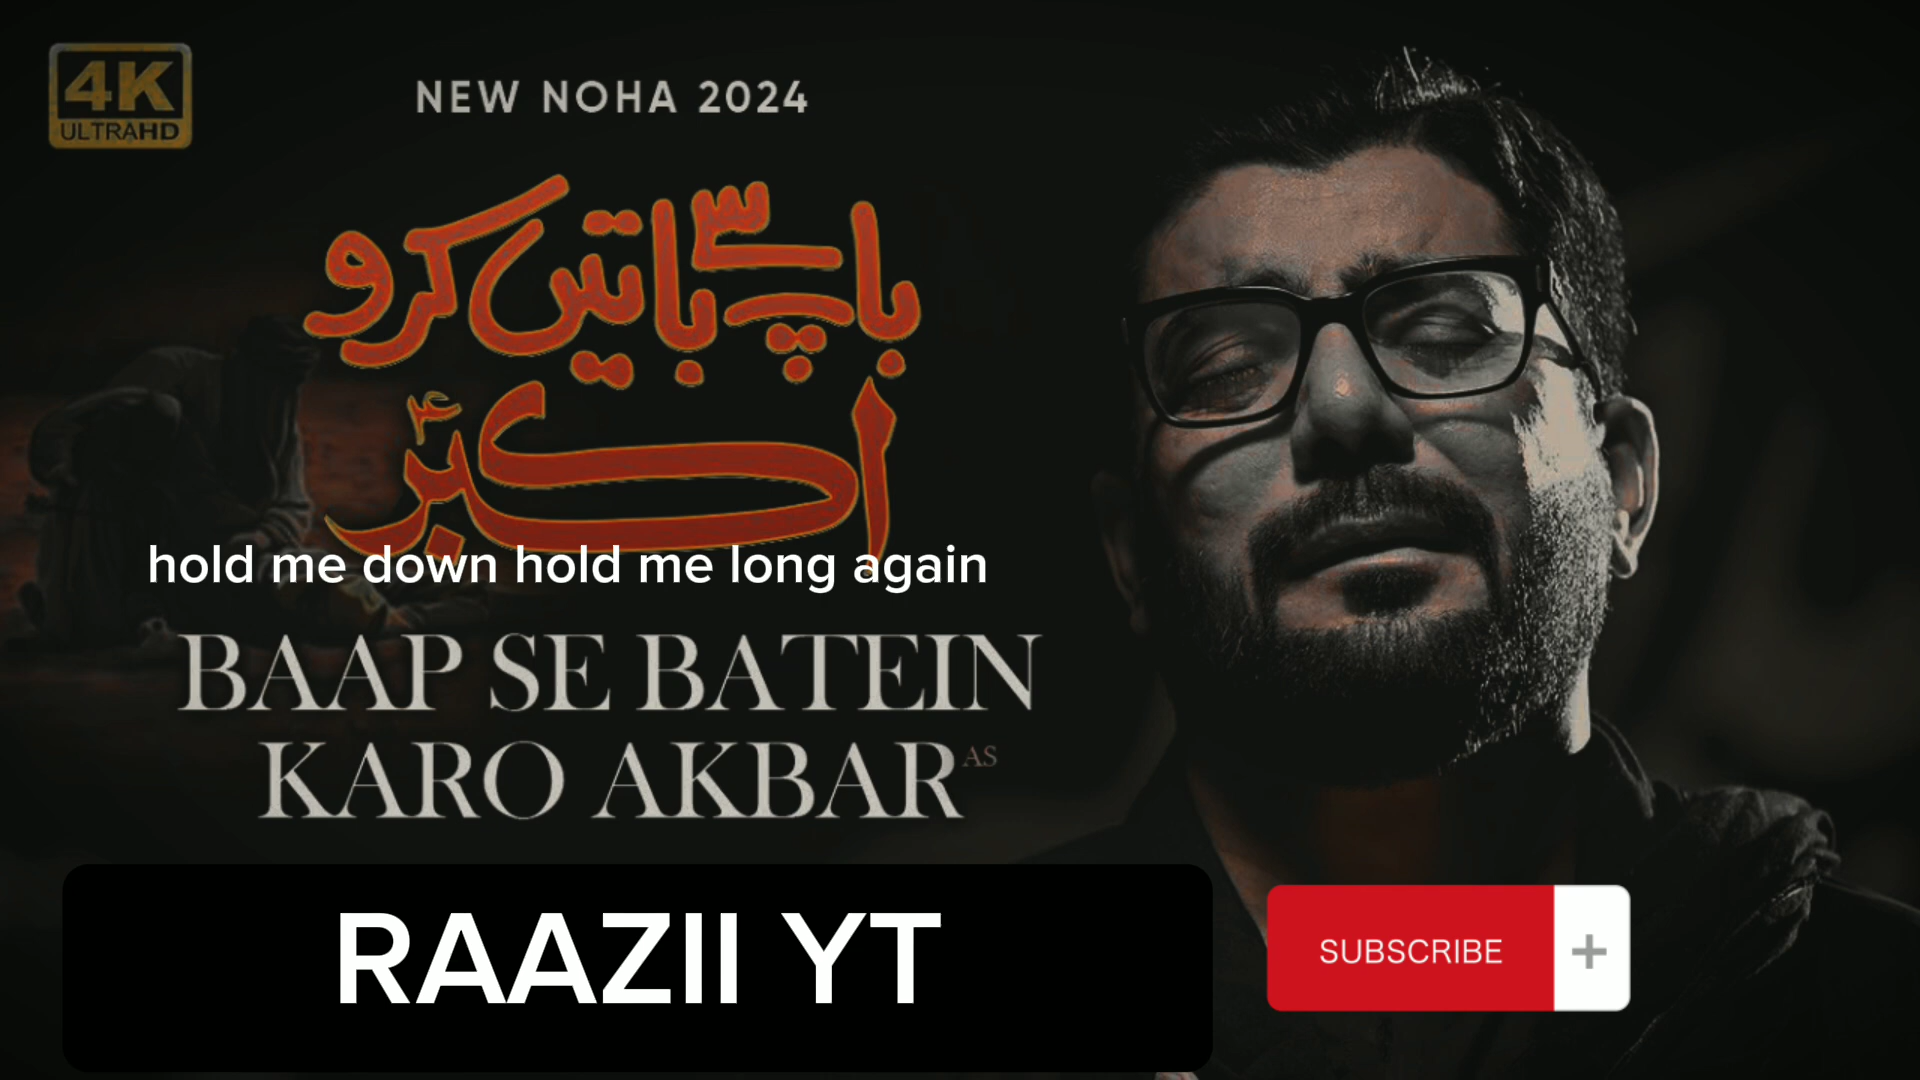 4K
ULTRAHD
NEW NOHA 2024
باپ سے باتیں کرو
اکبرؑ
hold me down hold me long again
BAAP SE BATEIN
KARO AKBAR AS
RAAZII YT
SUBSCRIBE +